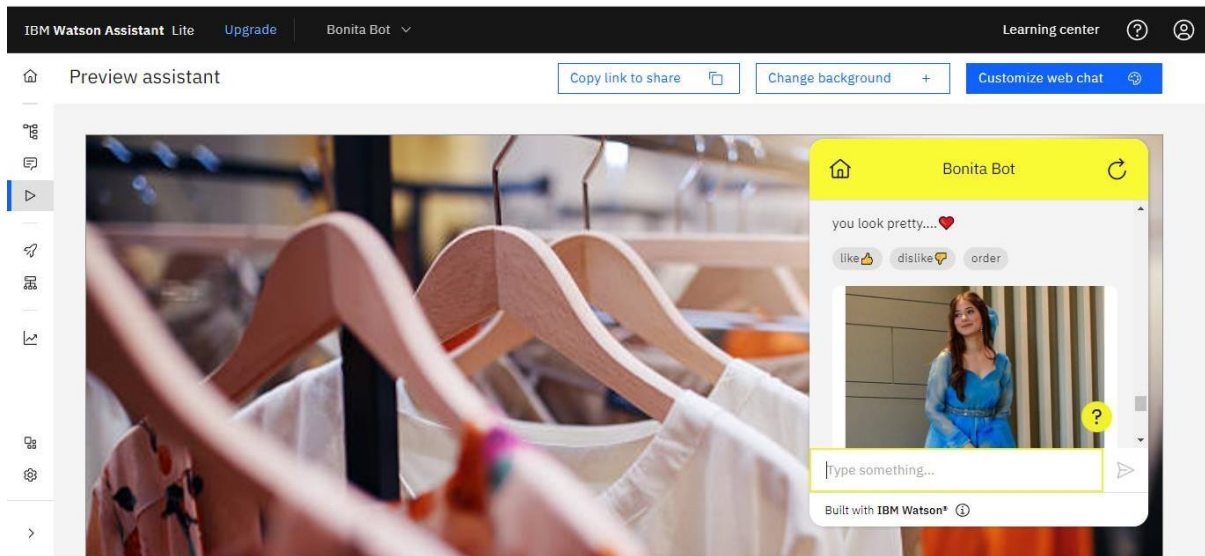 IBM Watson Assistant Lite Upgrade Bonita Bot Learning center
Preview assistant Copy link to share Change background + Customize web chat
Bonita Bot
you look pretty....❤️
like👍 dislike👎 order
?
Type something...
Built with IBM Watson®